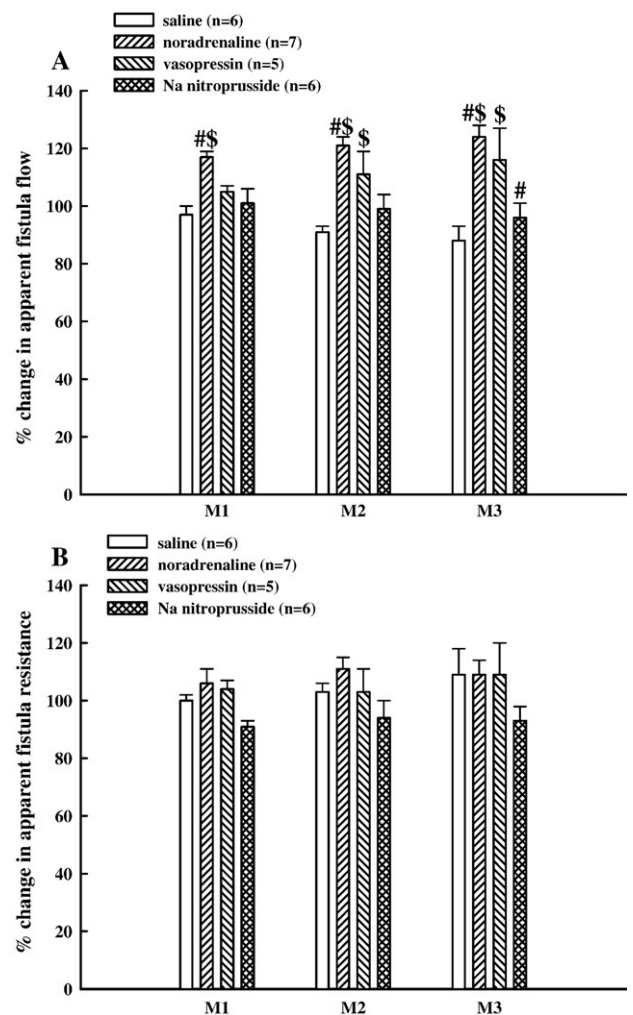 saline (n=6)
noradrenaline (n=7)
vasopressin (n=5)
Na nitroprusside (n=6)
A
% change in apparent fistula flow
140
120
100
80
60
40
20
0
#$
#$ $
#$ $
#
M1 M2 M3
B
saline (n=6)
noradrenaline (n=7)
vasopressin (n=5)
Na nitroprusside (n=6)
% change in apparent fistula resistance
140
120
100
80
60
40
20
0
M1 M2 M3